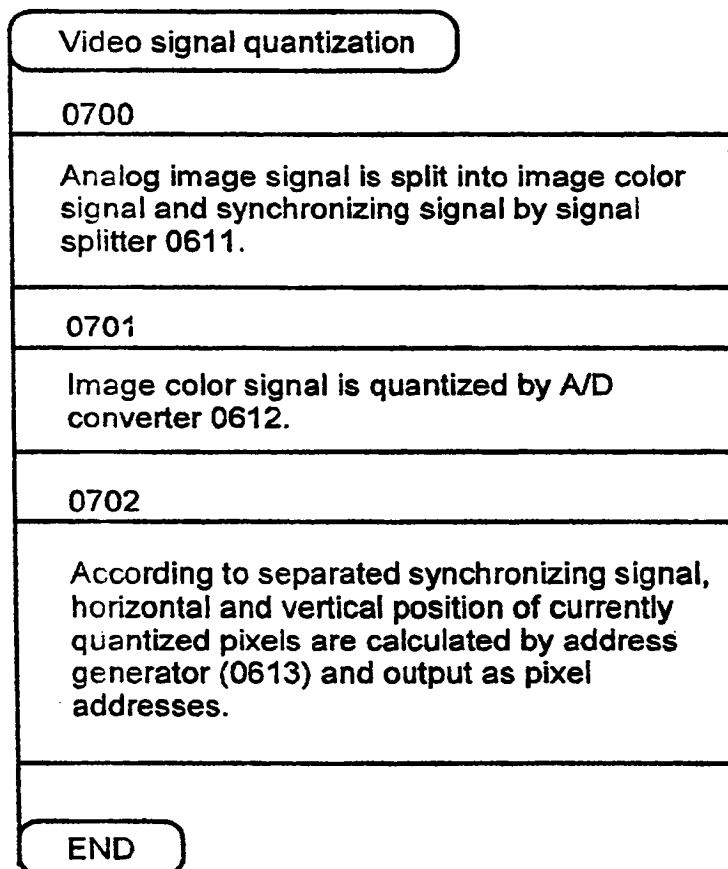 Video signal quantization
0700
Analog image signal is split into image color
signal and synchronizing signal by signal
splitter 0611.
0701
Image color signal is quantized by A/D
converter 0612.
0702
According to separated synchronizing signal,
horizontal and vertical position of currently
quantized pixels are calculated by address
generator (0613) and output as pixel
addresses.
END